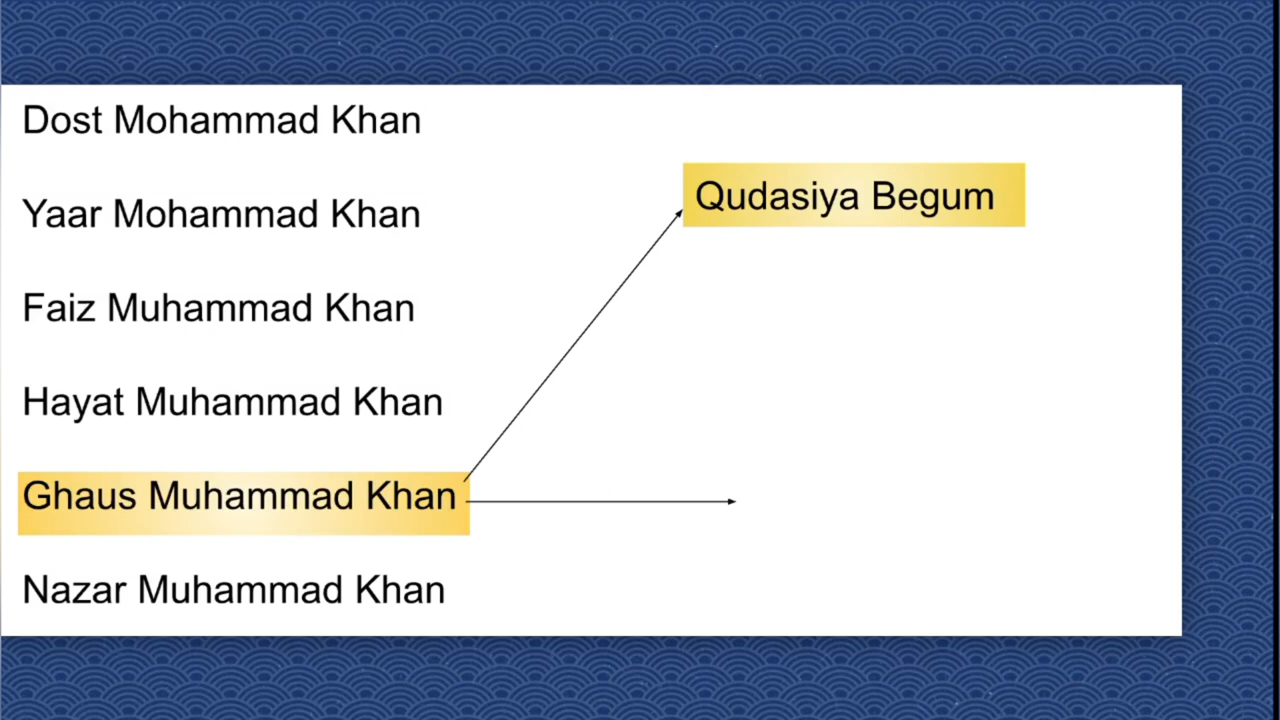 Dost Mohammad Khan
Yaar Mohammad Khan
Faiz Muhammad Khan
Hayat Muhammad Khan
Ghaus Muhammad Khan
Nazar Muhammad Khan
Qudasiya Begum